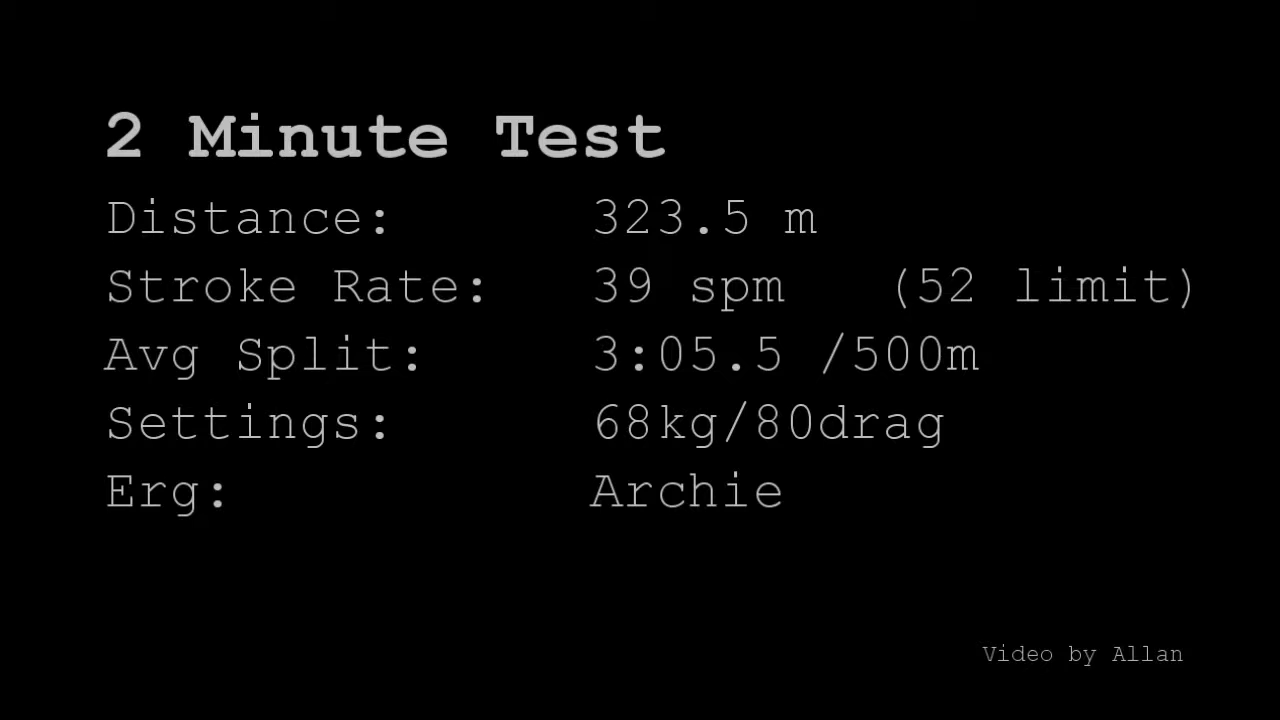 2 Minute Test
Distance: 323.5 m
Stroke Rate: 39 spm (52 limit)
Avg Split: 3:05.5 /500m
Settings: 68kg/80drag
Erg: Archie
Video by Allan